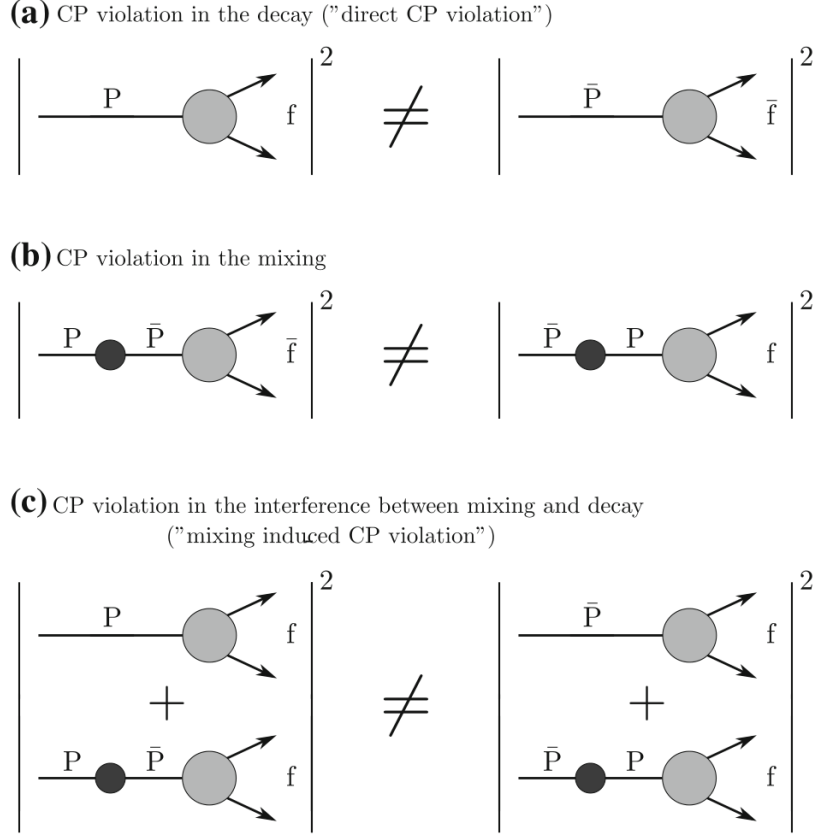 (a) CP violation in the decay ("direct CP violation")
P f 2 ≠ P̄ f̄ 2
(b) CP violation in the mixing
P P̄ f̄ 2 ≠ P̄ P f 2
(c) CP violation in the interference between mixing and decay
("mixing induced CP violation")
P f 2 P̄ f 2
+ ≠ +
P P̄ f P̄ P f